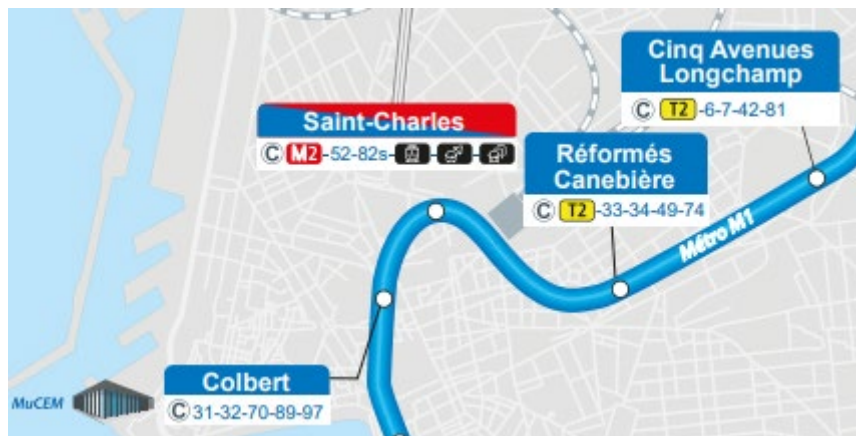 Cinq Avenues
Longchamp
C T2-6-7-42-81
Saint-Charles
C M2-52-82s-
Réformés
Canebière
C T2-33-34-49-74
Métro M1
Colbert
C 31-32-70-89-97
MuCEM